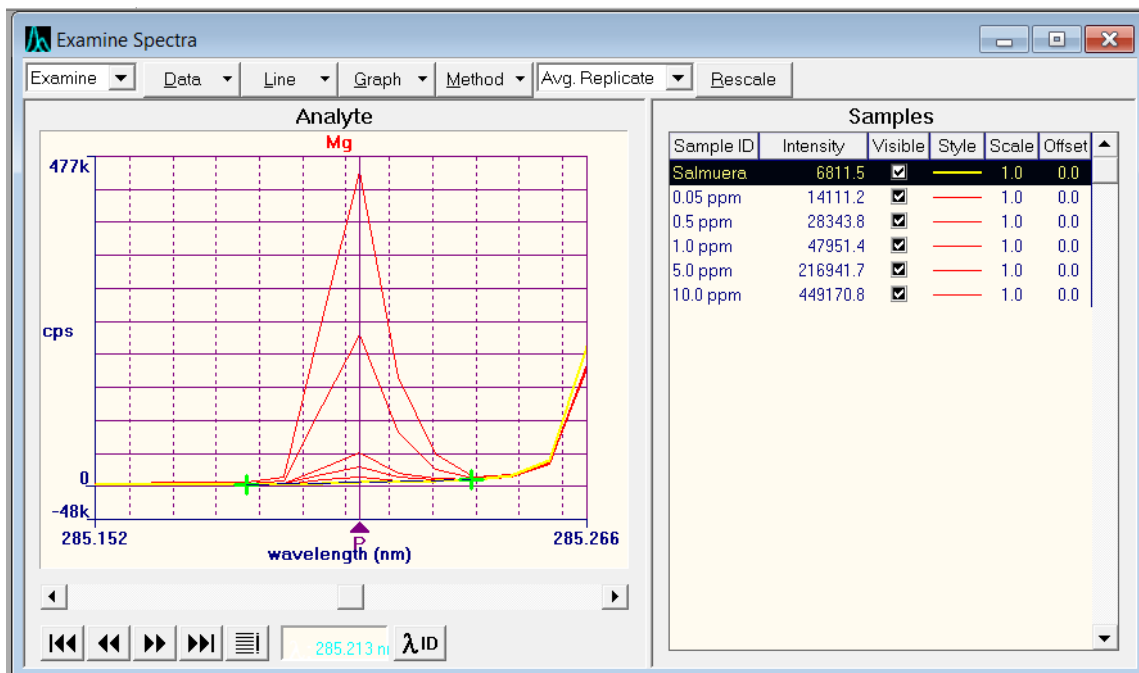 Examine Spectra
Examine Data Line Graph Method Avg. Replicate Rescale
Analyte
Mg
477k
cps
0
-48k
285.152 285.266
P
wavelength (nm)
285.213 n
λ ID
Samples
Sample ID Intensity Visible Style Scale Offset
Salmuera 6811.5 1.0 0.0
0.05 ppm 14111.2 1.0 0.0
0.5 ppm 28343.8 1.0 0.0
1.0 ppm 47951.4 1.0 0.0
5.0 ppm 216941.7 1.0 0.0
10.0 ppm 449170.8 1.0 0.0